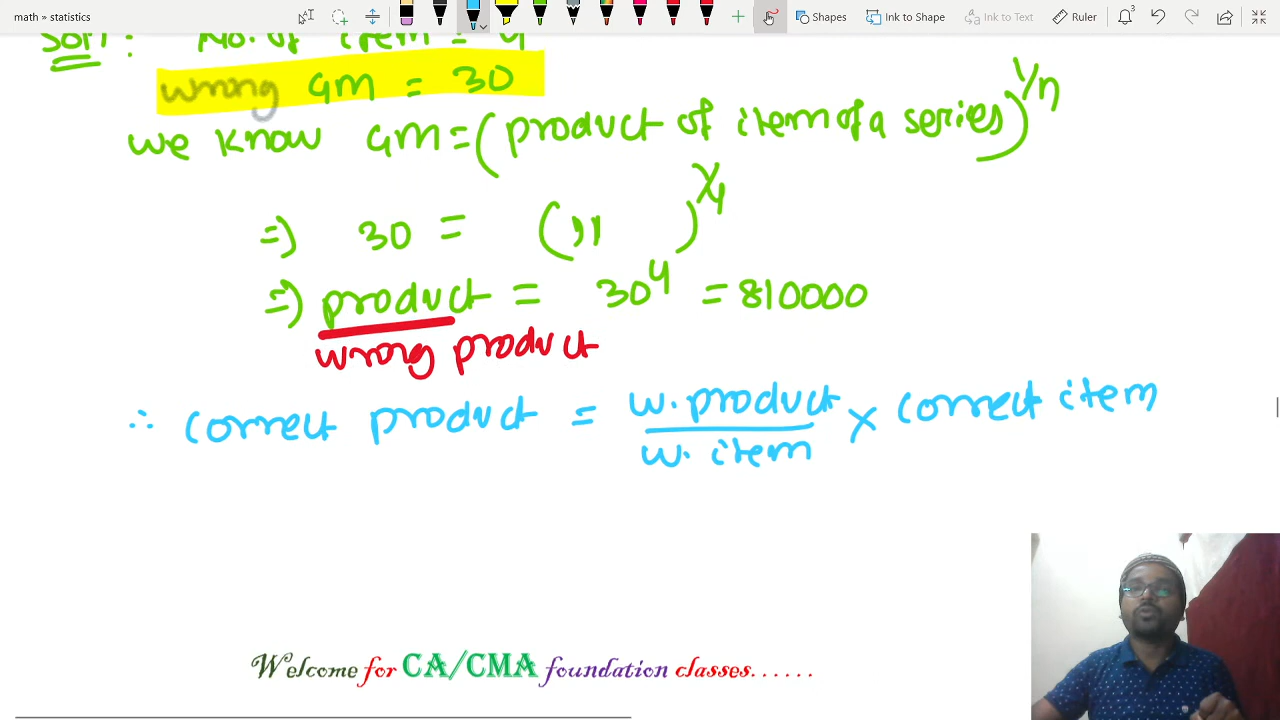 math » statistics
Shapes Ink to Shape Ink to Text Ruler 3
Soln: No. of item = 4
wrong GM = 30
we know GM = (product of item of a series)^1/n
=) 30 = ( ,, )^1/4
=) product = 30^4 = 810000
wrong product
∴ correct product = w. product / w. item × correct item
Welcome for CA/CMA foundation classes......